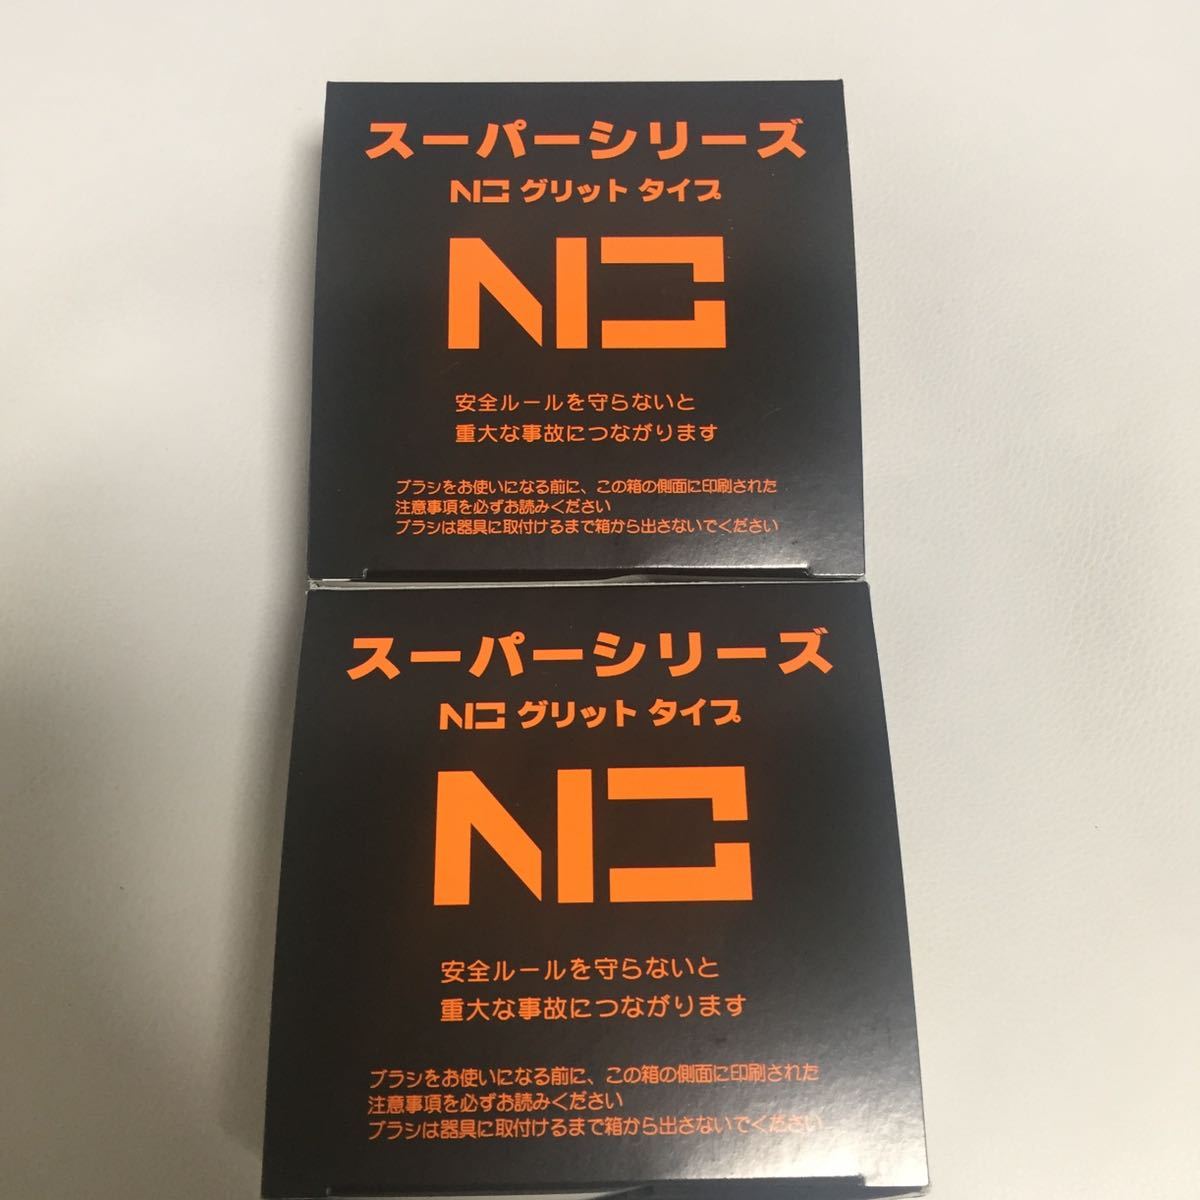 スーパーシリーズ
NC グリット タイプ
NC
安全ルールを守らないと
重大な事故につながります
ブラシをお使いになる前に、この箱の側面に印刷された
注意事項を必ずお読みください
ブラシは器具に取付けるまで箱から出さないでください
スーパーシリーズ
NC グリット タイプ
NC
安全ルールを守らないと
重大な事故につながります
ブラシをお使いになる前に、この箱の側面に印刷された
注意事項を必ずお読みください
ブラシは器具に取付けるまで箱から出さないでください